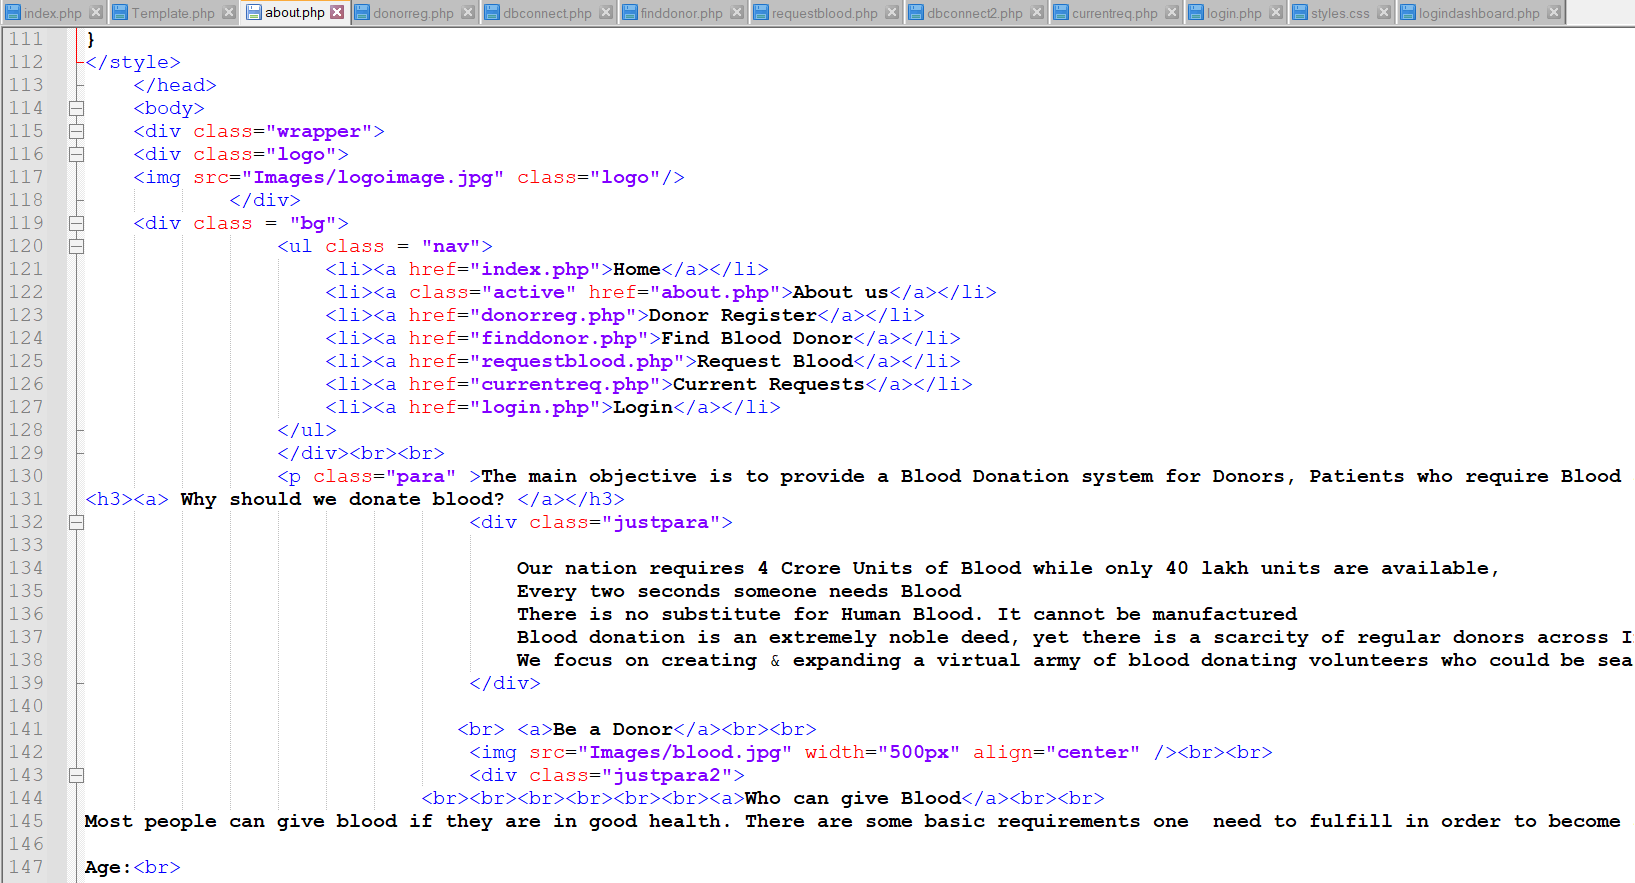 index.php Template.php about.php donorreg.php dbconnect.php finddonor.php requestblood.php dbconnect2.php currentreq.php login.php styles.css logindashboard.php
111 }
112 </style>
113 </head>
114 <body>
115 <div class="wrapper">
116 <div class="logo">
117 <img src="Images/logoimage.jpg" class="logo"/>
118 </div>
119 <div class = "bg">
120 <ul class = "nav">
121 <li><a href="index.php">Home</a></li>
122 <li><a class="active" href="about.php">About us</a></li>
123 <li><a href="donorreg.php">Donor Register</a></li>
124 <li><a href="finddonor.php">Find Blood Donor</a></li>
125 <li><a href="requestblood.php">Request Blood</a></li>
126 <li><a href="currentreq.php">Current Requests</a></li>
127 <li><a href="login.php">Login</a></li>
128 </ul>
129 </div><br><br>
130 <p class="para" >The main objective is to provide a Blood Donation system for Donors, Patients who require Blood
131 <h3><a> Why should we donate blood? </a></h3>
132 <div class="justpara">
133
134 Our nation requires 4 Crore Units of Blood while only 40 lakh units are available,
135 Every two seconds someone needs Blood
136 There is no substitute for Human Blood. It cannot be manufactured
137 Blood donation is an extremely noble deed, yet there is a scarcity of regular donors across
138 We focus on creating & expanding a virtual army of blood donating volunteers who could be
139 </div>
140
141 <br> <a>Be a Donor</a><br><br>
142 <img src="Images/blood.jpg" width="500px" align="center" /><br><br>
143 <div class="justpara2">
144 <br><br><br><br><br><br><a>Who can give Blood</a><br><br>
145 Most people can give blood if they are in good health. There are some basic requirements one  need to fulfill in order to become
146
147 Age:<br>